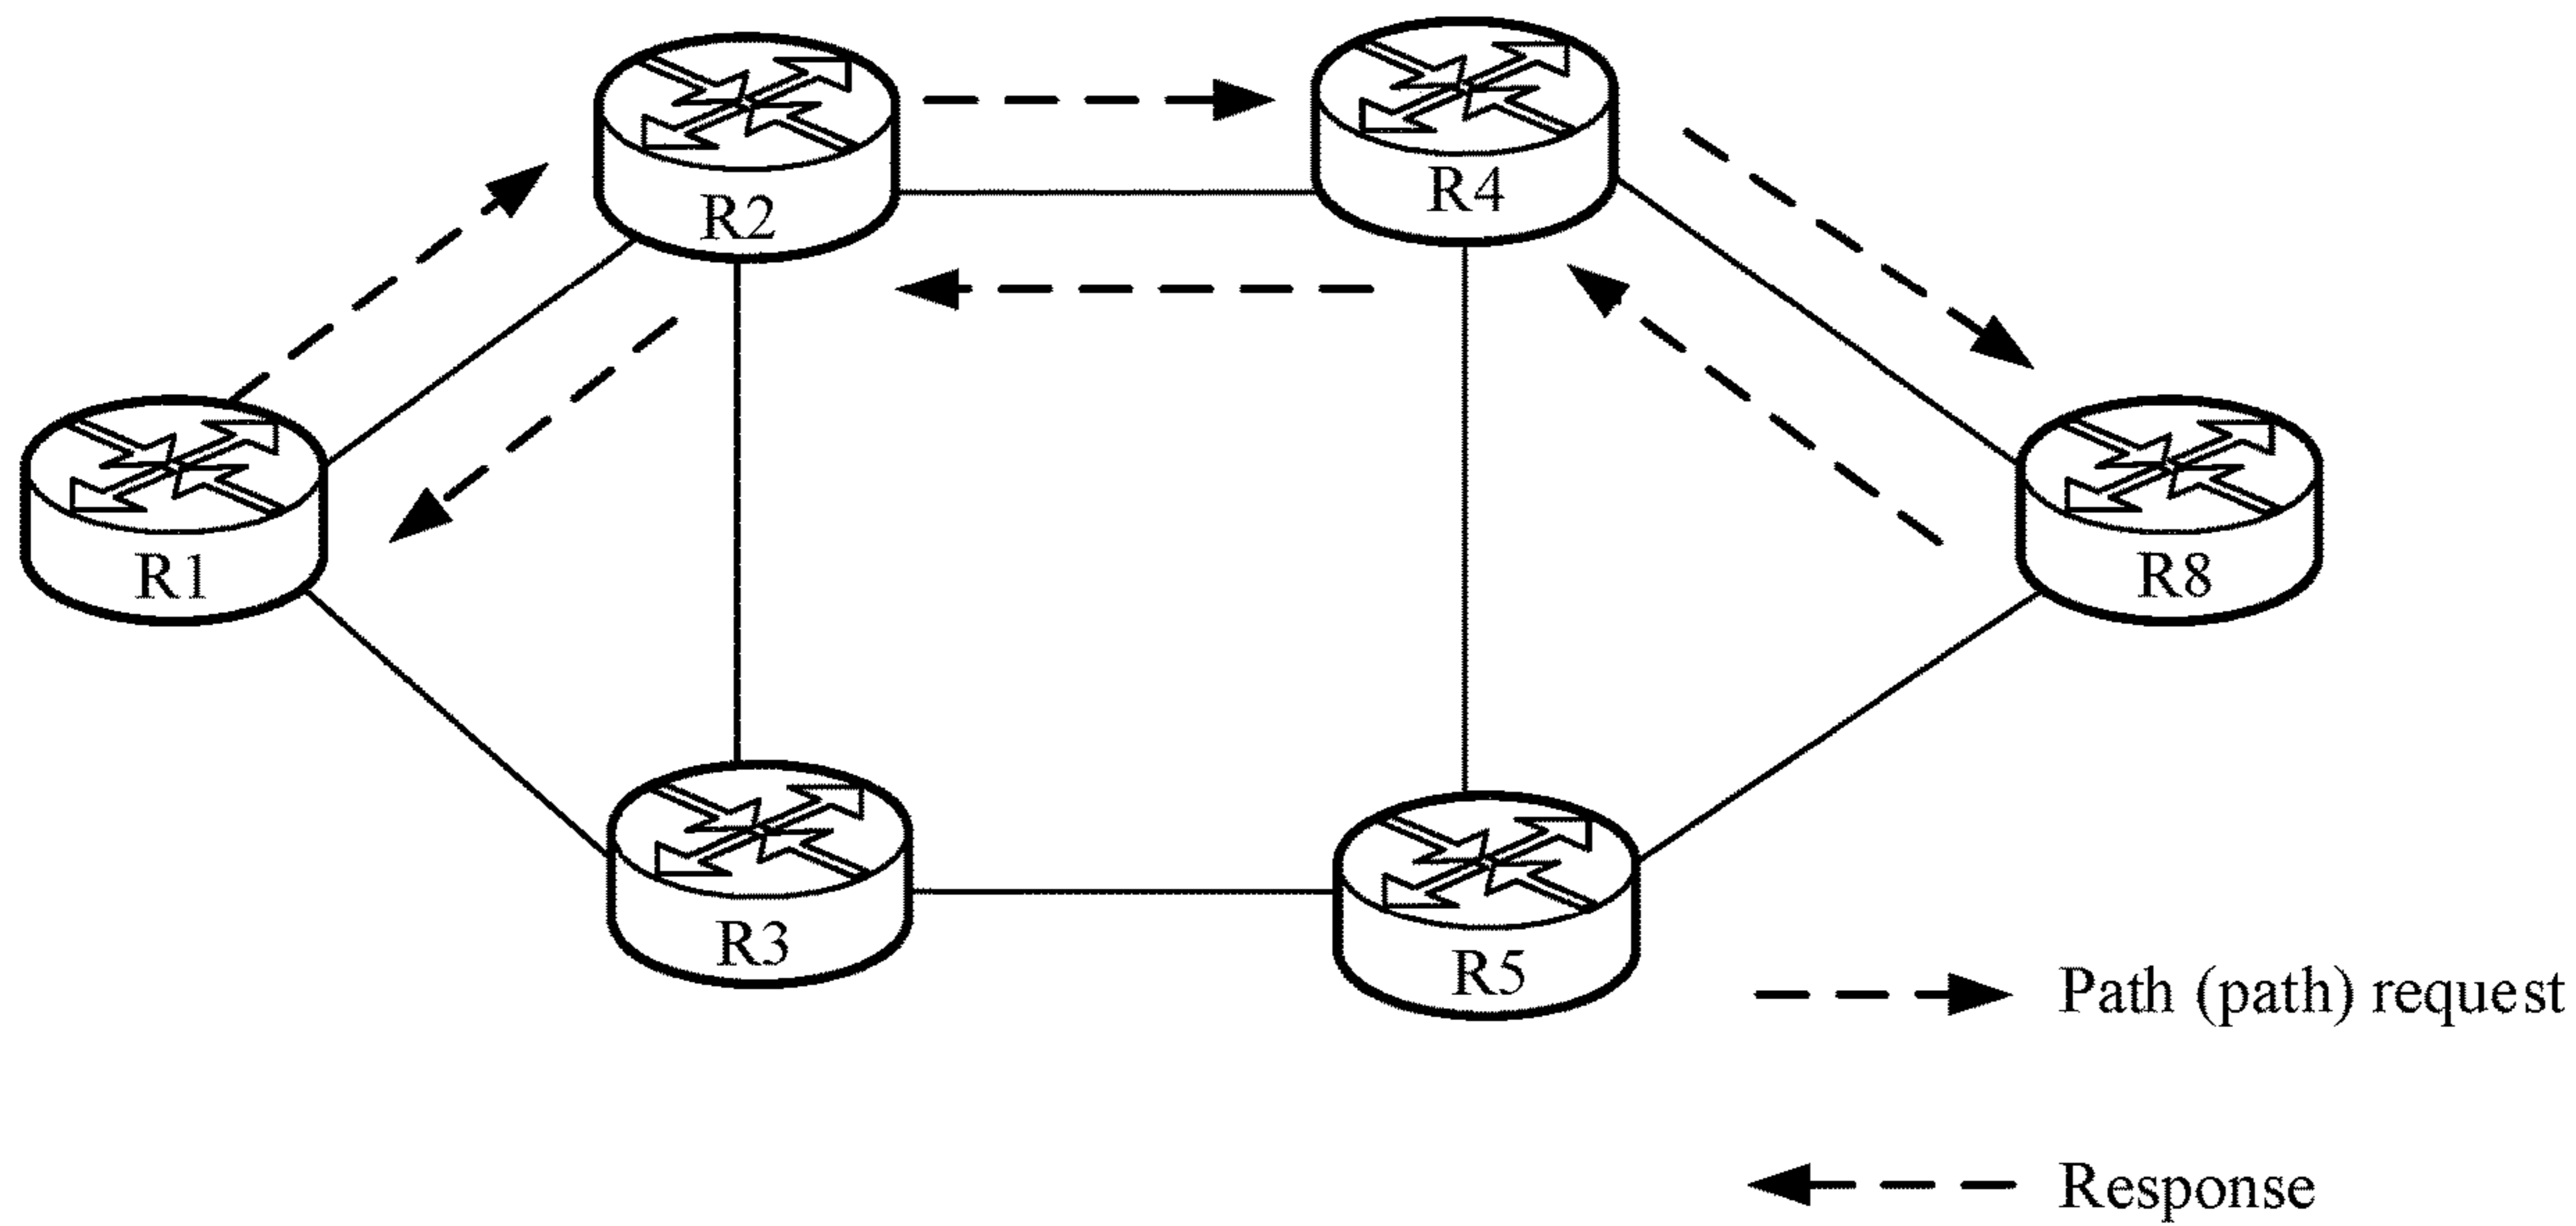 R2
R4
R1
R8
R3
R5
Path (path) request
Response